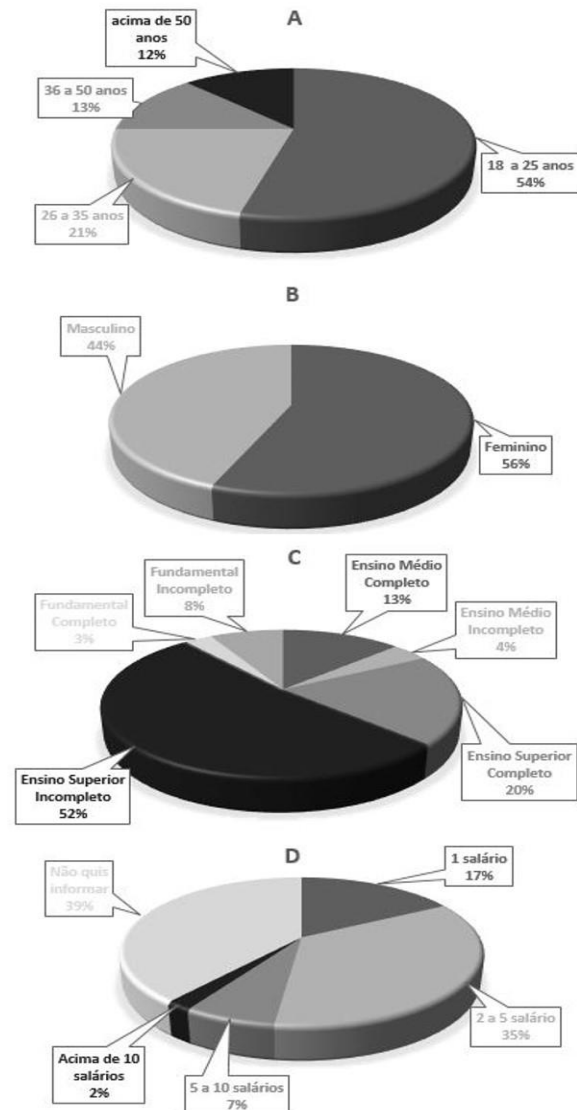 A
acima de 50
anos
12%
36 a 50 anos
13%
18 a 25 anos
54%
26 a 35 anos
21%
B
Masculino
44%
Feminino
56%
C
Fundamental
Incompleto
8%
Ensino Médio
Completo
13%
Fundamental
Completo
3%
Ensino Médio
Incompleto
4%
Ensino Superior
Completo
20%
Ensino Superior
Incompleto
52%
D
Não quis
informar
39%
1 salário
17%
2 a 5 salário
35%
Acima de 10
salários
2%
5 a 10 salários
7%